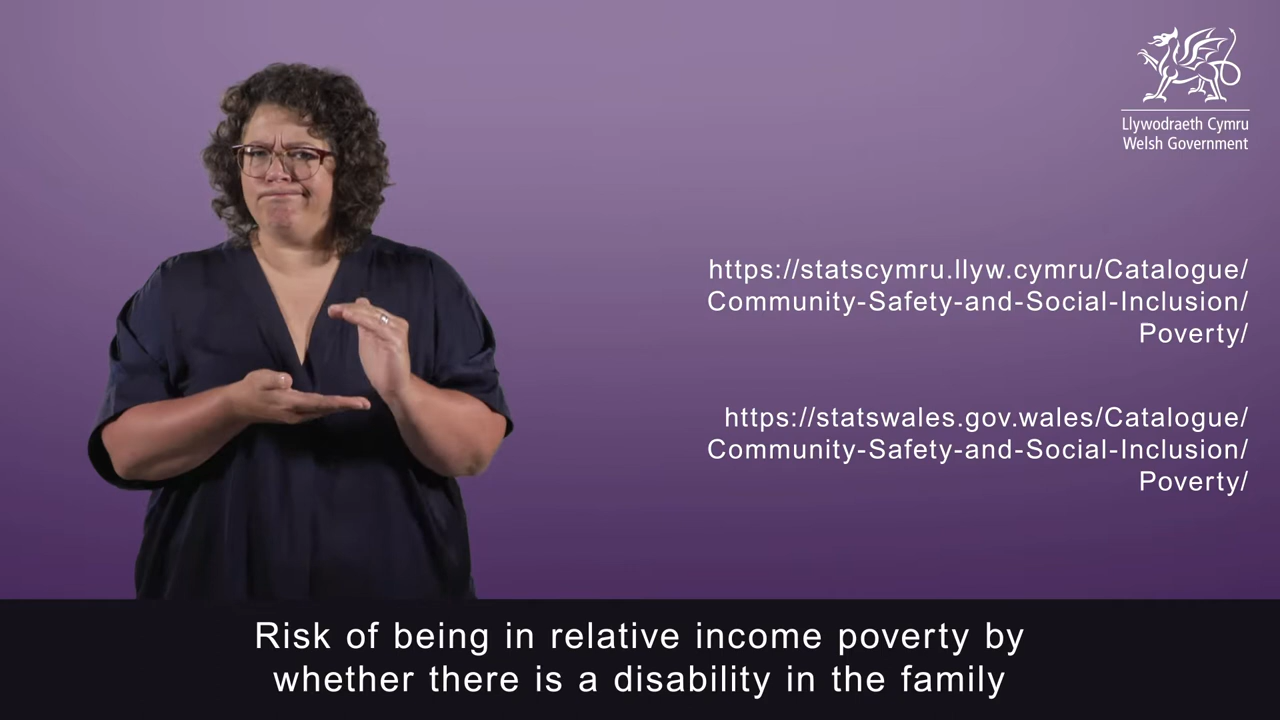 Llywodraeth Cymru
Welsh Government
https://statscymru.llyw.cymru/Catalogue/
Community-Safety-and-Social-Inclusion/
Poverty/
https://statswales.gov.wales/Catalogue/
Community-Safety-and-Social-Inclusion/
Poverty/
Risk of being in relative income poverty by
whether there is a disability in the family